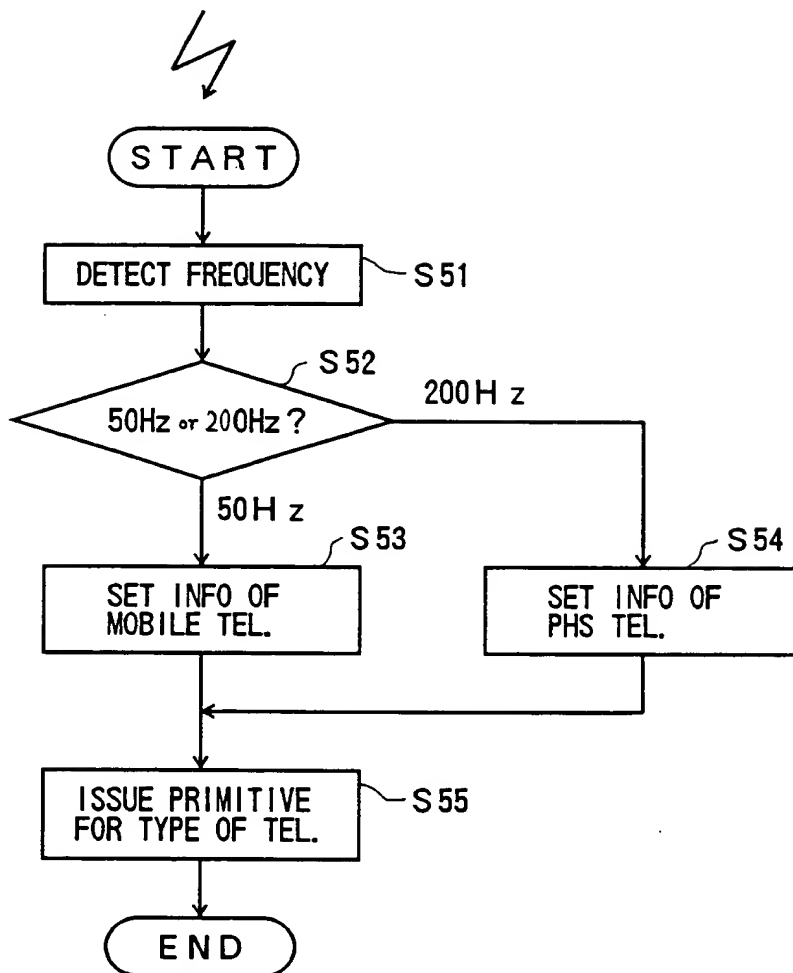 START
DETECT FREQUENCY
S51
S52
50Hz or 200Hz?
200Hz
50Hz
S53
SET INFO OF
MOBILE TEL.
S54
SET INFO OF
PHS TEL.
ISSUE PRIMITIVE
FOR TYPE OF TEL.
S55
END